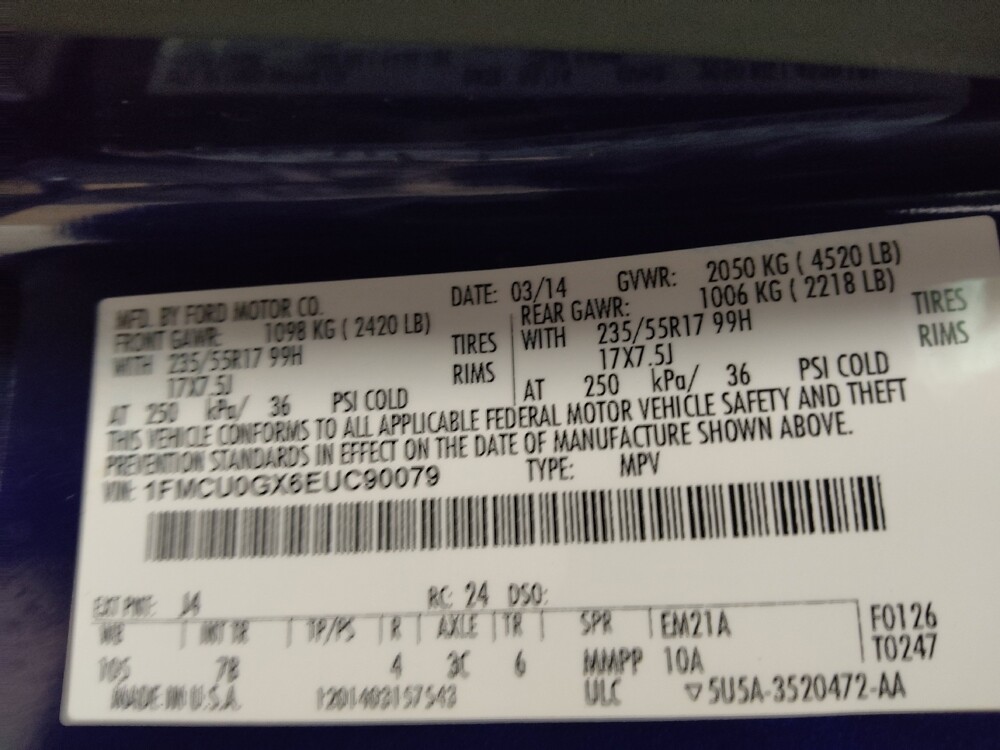 MFD. BY FORD MOTOR CO. DATE: 03/14 GVWR: 2050 KG ( 4520 LB)
FRONT GAWR: 1098 KG ( 2420 LB) REAR GAWR: 1006 KG ( 2218 LB)
WITH 235/55R17 99H TIRES WITH 235/55R17 99H TIRES
17X7.5J RIMS 17X7.5J RIMS
AT 250 kPa/ 36 PSI COLD AT 250 kPa/ 36 PSI COLD
THIS VEHICLE CONFORMS TO ALL APPLICABLE FEDERAL MOTOR VEHICLE SAFETY AND THEFT
PREVENTION STANDARDS IN EFFECT ON THE DATE OF MANUFACTURE SHOWN ABOVE.
VIN: 1FMCU0GX6EUC90079 TYPE: MPV
EXT PNT: J4 RC: 24 DSO:
WB INT TR TP/PS R AXLE TR SPR EM21A F0126
105 7B 4 3C 6 MMPP 10A T0247
MADE IN U.S.A. 1201403157543 ULC ▽5U5A-3520472-AA